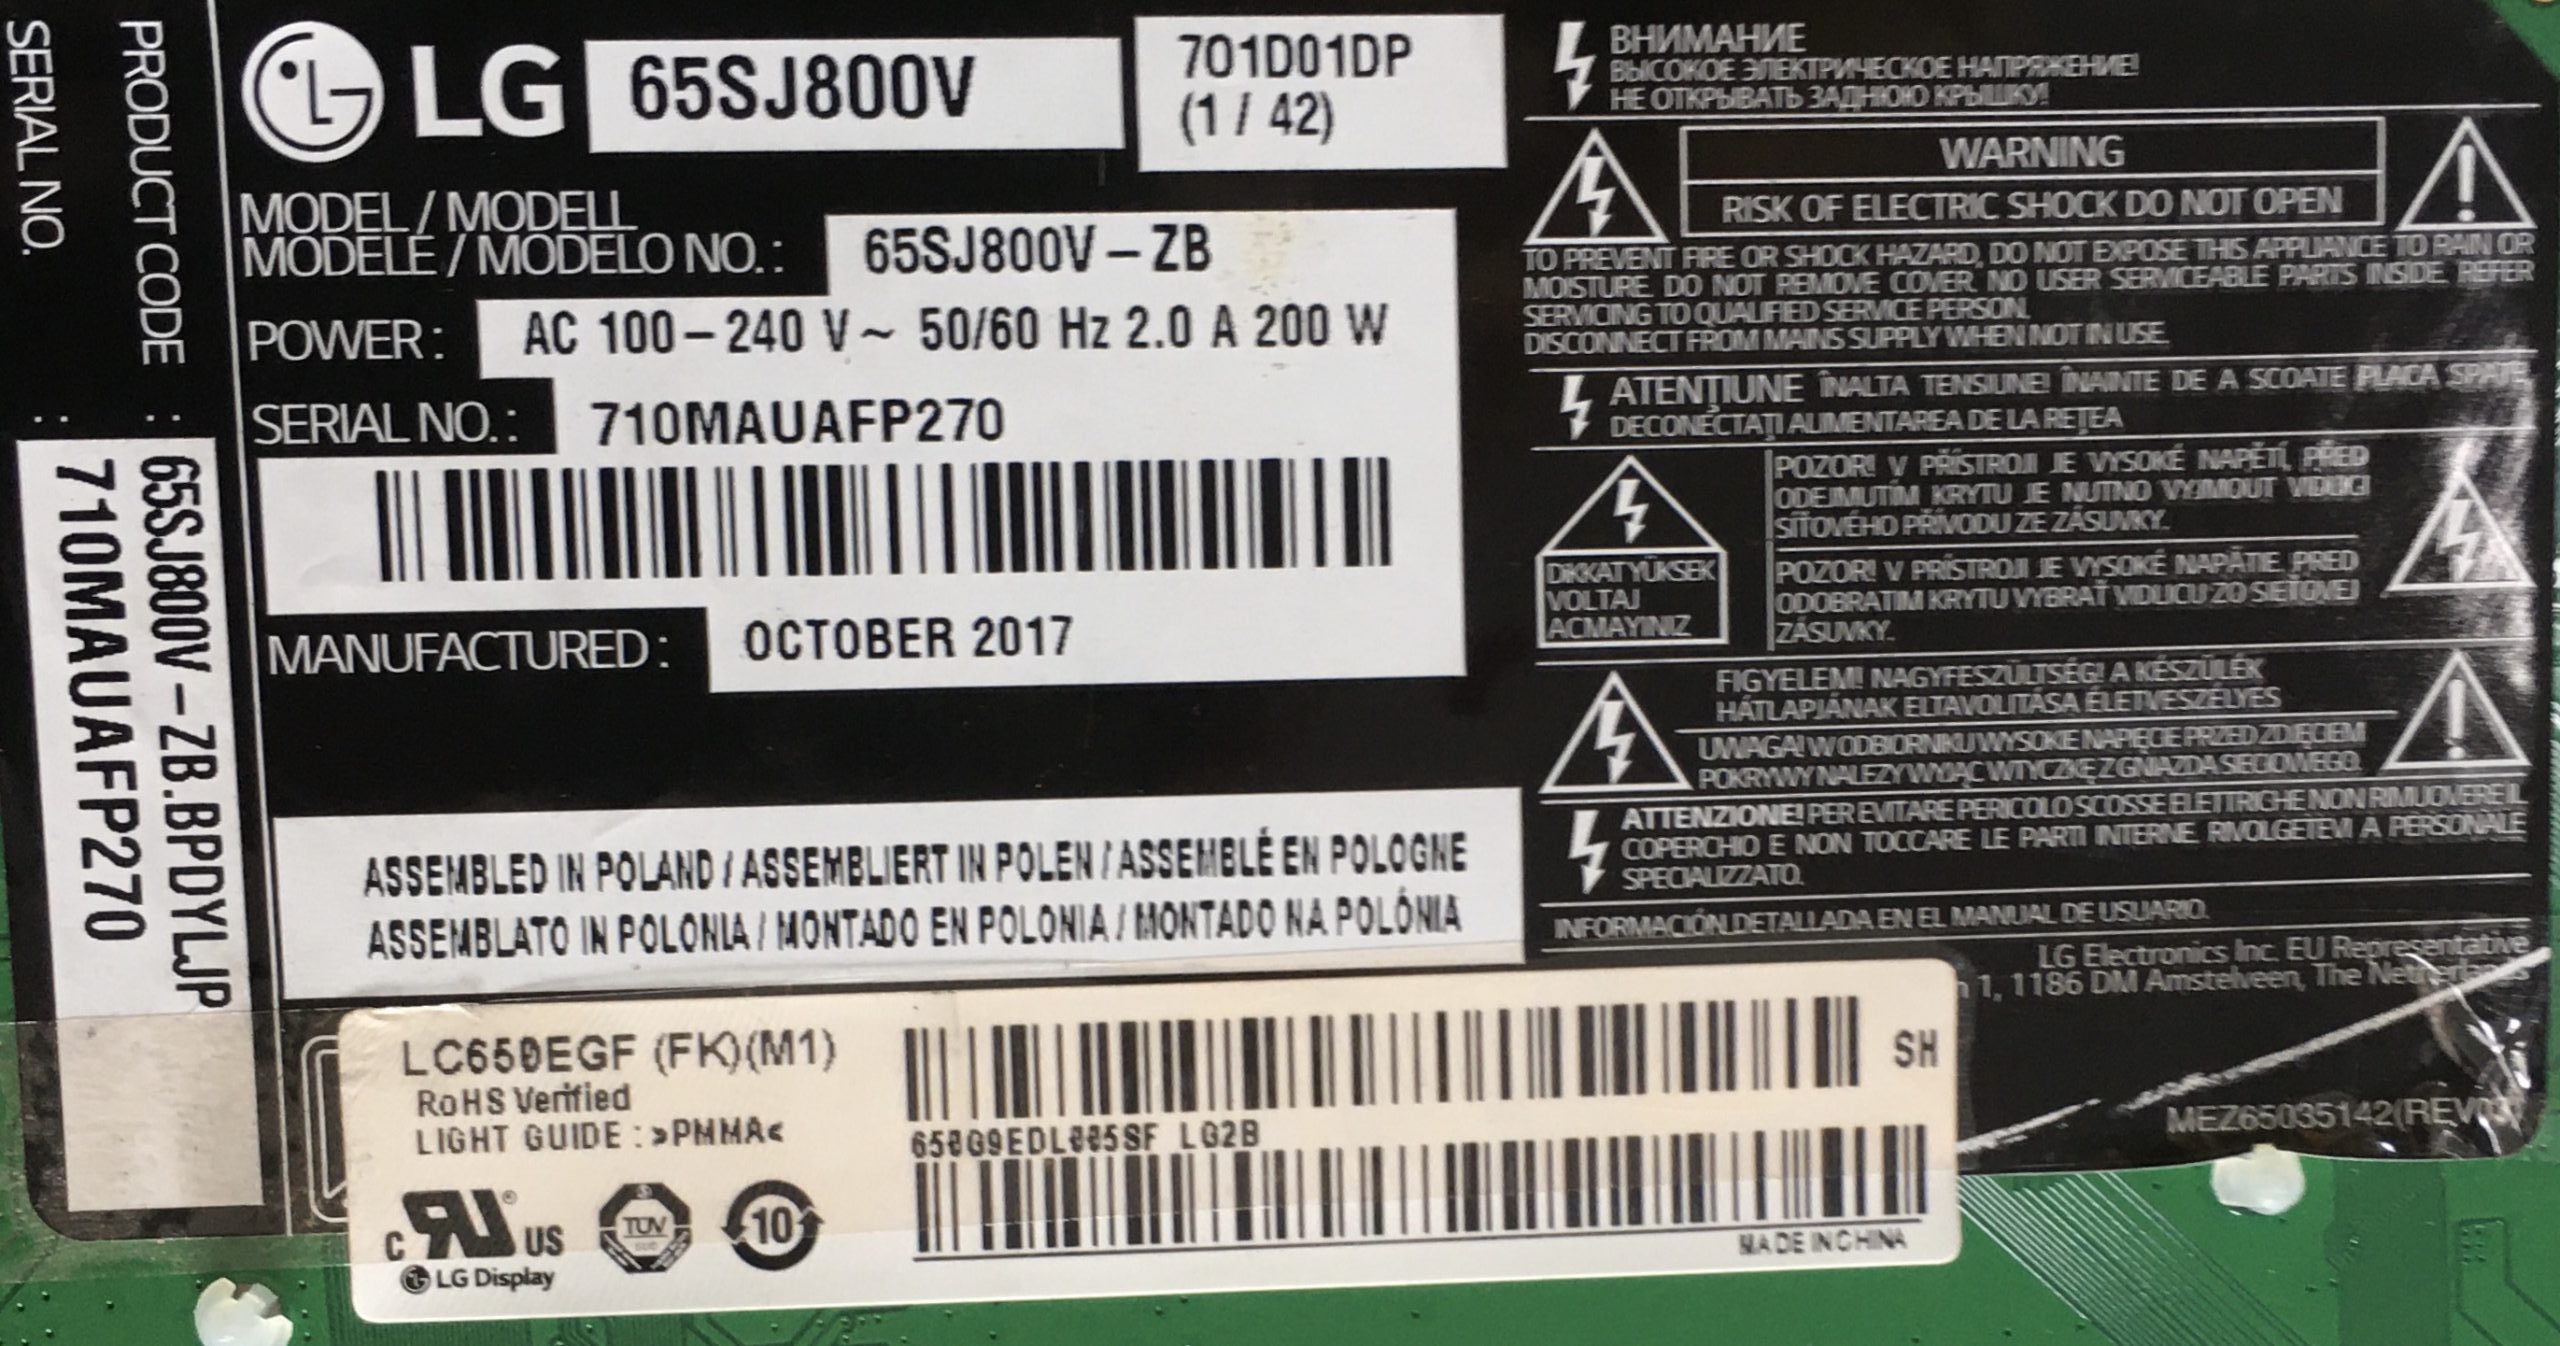 SERIAL NO. : 710MAUAFP270
PRODUCT CODE : 65SJ800V-ZB.BPDYLJP
LG 65SJ800V
701D01DP
(1 / 42)
MODEL / MODELL
MODELE / MODELO NO. : 65SJ800V-ZB
POWER : AC 100-240 V~ 50/60 Hz 2.0 A 200 W
SERIAL NO. : 710MAUAFP270
MANUFACTURED : OCTOBER 2017
ASSEMBLED IN POLAND / ASSEMBLIERT IN POLEN / ASSEMBLÉ EN POLOGNE
ASSEMBLATO IN POLONIA / MONTADO EN POLONIA / MONTADO NA POLÓNIA
ВНИМАНИЕ
ВЫСОКОЕ ЭЛЕКТРИЧЕСКОЕ НАПРЯЖЕНИЕ!
НЕ ОТКРЫВАТЬ ЗАДНЮЮ КРЫШКУ!
WARNING
RISK OF ELECTRIC SHOCK DO NOT OPEN
TO PREVENT FIRE OR SHOCK HAZARD, DO NOT EXPOSE THIS APPLIANCE TO RAIN OR
MOISTURE. DO NOT REMOVE COVER. NO USER SERVICEABLE PARTS INSIDE. REFER
SERVICING TO QUALIFIED SERVICE PERSON.
DISCONNECT FROM MAINS SUPPLY WHEN NOT IN USE.
ATENȚIUNE ÎNALTA TENSIUNE! ÎNAINTE DE A SCOATE PLACA SPATE,
DECONECTAȚI ALIMENTAREA DE LA REȚEA
DİKKAT YÜKSEK
VOLTAJ
ACMAYINIZ
POZOR! V PŘÍSTROJI JE VYSOKÉ NAPĚTÍ, PŘED
ODEJMUTÍM KRYTU JE NUTNO VYJMOUT VIDLICI
SÍŤOVÉHO PŘÍVODU ZE ZÁSUVKY.
POZOR! V PRÍSTROJI JE VYSOKÉ NAPÄTIE, PRED
ODOBRATIM KRYTU VYBRAŤ VIDLICU ZO SIEŤOVEJ
ZÁSUVKY.
FIGYELEM! NAGYFESZÜLTSÉG! A KÉSZÜLÉK
HÁTLAPJÁNAK ELTAVOLITÁSA ÉLETVESZÉLYES
UWAGA! W ODBIORNIKU WYSOKIE NAPIĘCIE PRZED ZDJĘCIEM
POKRYWY NALEZY WYJĄC WTYCZKĘ Z GNIAZDA SIECIOWEGO.
ATTENZIONE! PER EVITARE PERICOLO SCOSSE ELETTRICHE NON RIMUOVERE IL
COPERCHIO E NON TOCCARE LE PARTI INTERNE. RIVOLGETEVI A PERSONALE
SPECIALIZZATO.
INFORMACIÓN DETALLADA EN EL MANUAL DE USUARIO.
LG Electronics Inc. EU Representative
1, 1186 DM Amstelveen, The Netherlands
MEZ65035142(REV03)
LC650EGF (FK)(M1)
RoHS Verified
LIGHT GUIDE : >PMMA<
SH
LG2B
c RU US
TÜV
10
LG Display
MADE IN CHINA